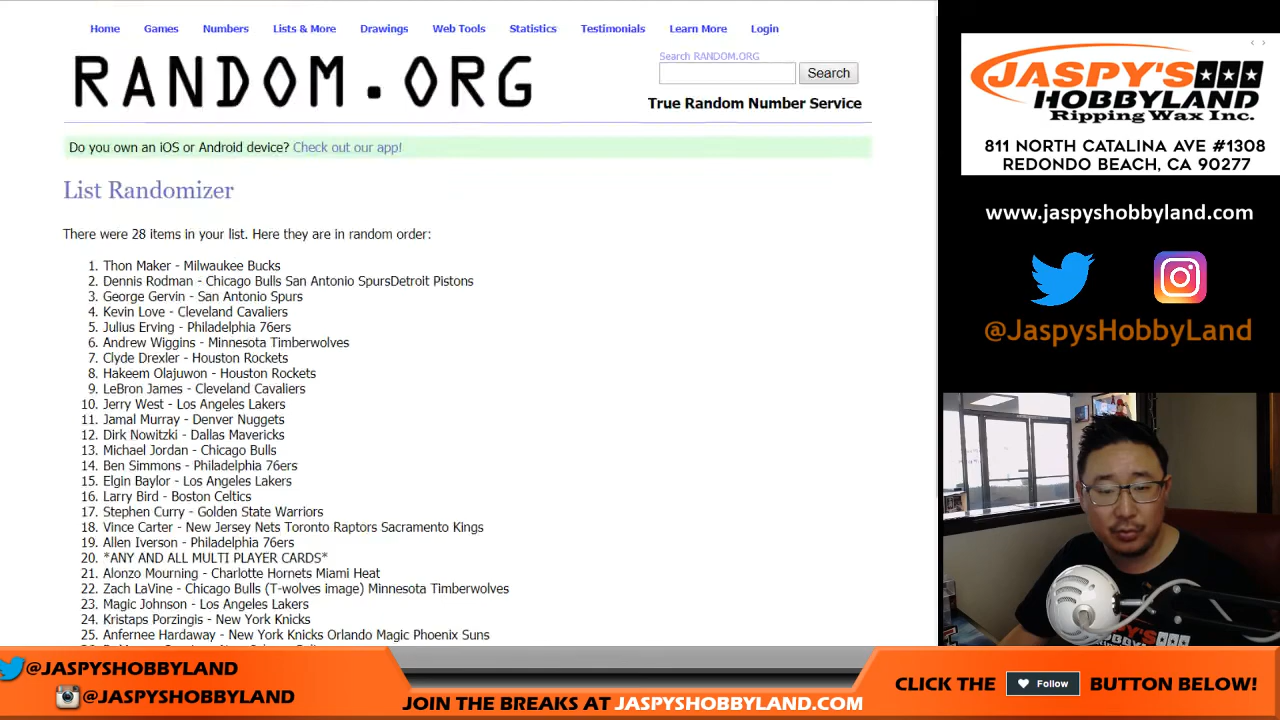 Home Games Numbers Lists & More Drawings Web Tools Statistics Testimonials Learn More Login
RANDOM.ORG
Search RANDOM.ORG
Search
True Random Number Service
Do you own an iOS or Android device? Check out our app!
List Randomizer
There were 28 items in your list. Here they are in random order:
1. Thon Maker - Milwaukee Bucks
2. Dennis Rodman - Chicago Bulls San Antonio SpursDetroit Pistons
3. George Gervin - San Antonio Spurs
4. Kevin Love - Cleveland Cavaliers
5. Julius Erving - Philadelphia 76ers
6. Andrew Wiggins - Minnesota Timberwolves
7. Clyde Drexler - Houston Rockets
8. Hakeem Olajuwon - Houston Rockets
9. LeBron James - Cleveland Cavaliers
10. Jerry West - Los Angeles Lakers
11. Jamal Murray - Denver Nuggets
12. Dirk Nowitzki - Dallas Mavericks
13. Michael Jordan - Chicago Bulls
14. Ben Simmons - Philadelphia 76ers
15. Elgin Baylor - Los Angeles Lakers
16. Larry Bird - Boston Celtics
17. Stephen Curry - Golden State Warriors
18. Vince Carter - New Jersey Nets Toronto Raptors Sacramento Kings
19. Allen Iverson - Philadelphia 76ers
20. *ANY AND ALL MULTI PLAYER CARDS*
21. Alonzo Mourning - Charlotte Hornets Miami Heat
22. Zach LaVine - Chicago Bulls (T-wolves image) Minnesota Timberwolves
23. Magic Johnson - Los Angeles Lakers
24. Kristaps Porzingis - New York Knicks
25. Anfernee Hardaway - New York Knicks Orlando Magic Phoenix Suns
JASPY'S
HOBBYLAND
Ripping Wax Inc.
811 NORTH CATALINA AVE #1308
REDONDO BEACH, CA 90277
www.jaspyshobbyland.com
@JaspysHobbyLand
JASPY'S
@JASPYSHOBBYLAND
@JASPYSHOBBYLAND
JOIN THE BREAKS AT JASPYSHOBBYLAND.COM
CLICK THE Follow BUTTON BELOW!